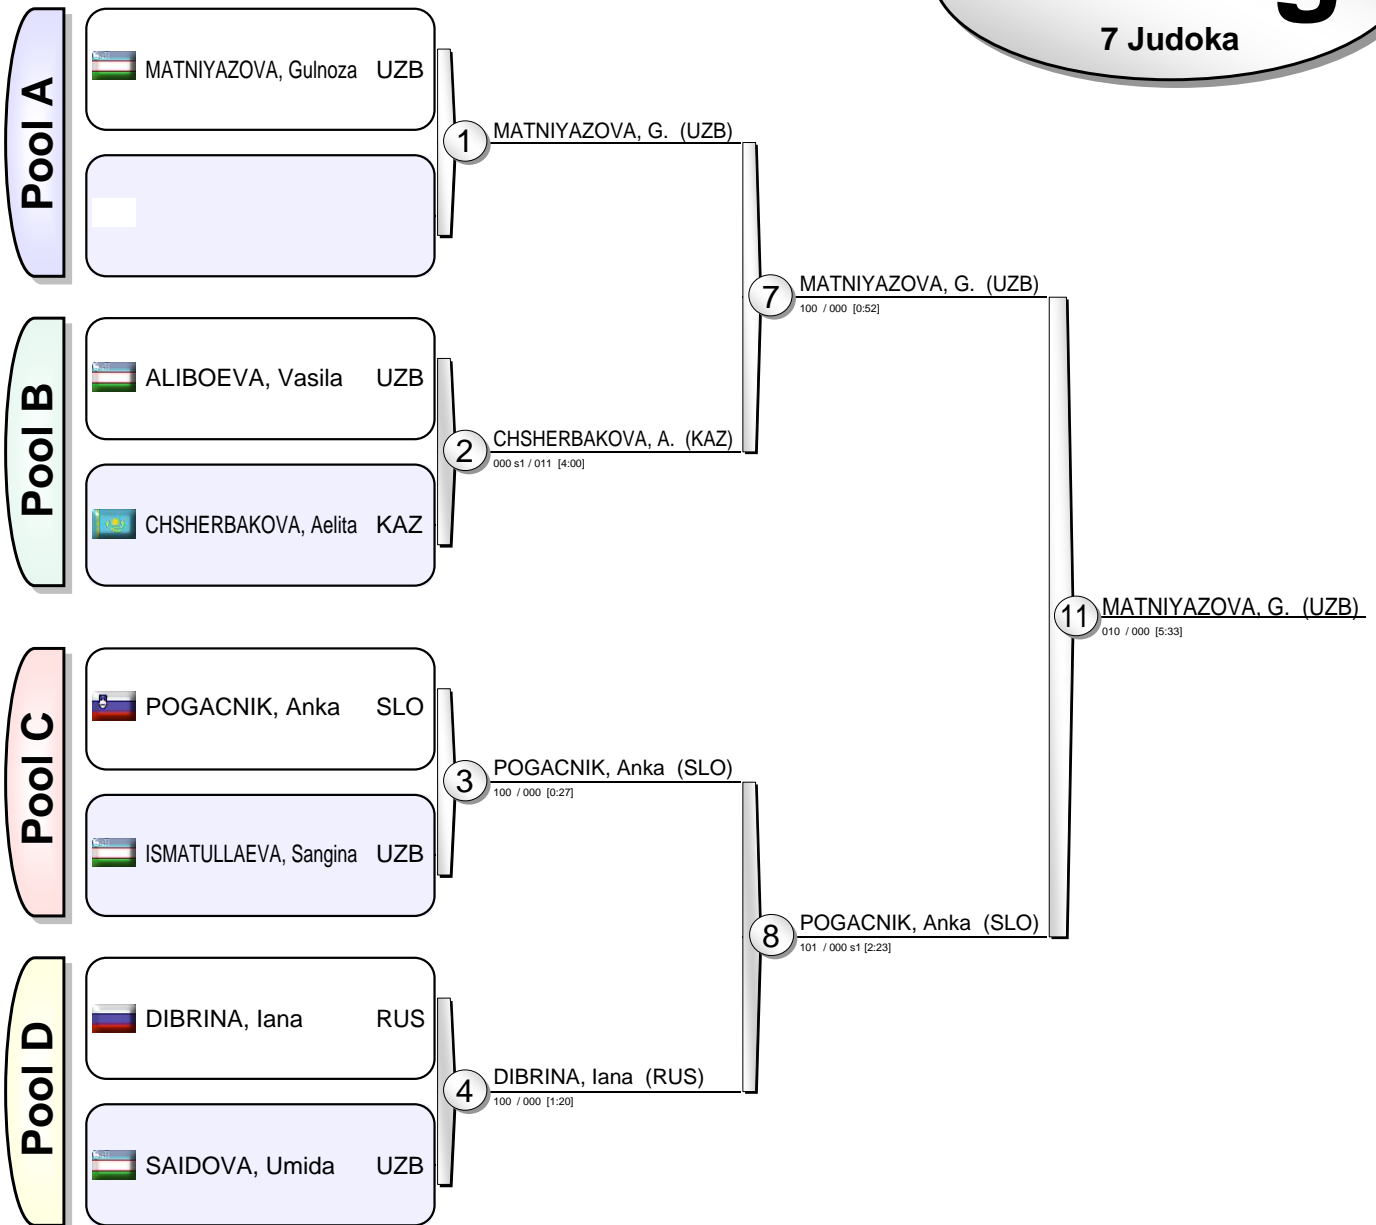 7 Judoka
Pool A
MATNIYAZOVA, Gulnoza UZB
1 MATNIYAZOVA, G. (UZB)
7 MATNIYAZOVA, G. (UZB)
100 / 000 [0:52]
Pool B
ALIBOEVA, Vasila UZB
2 CHSHERBAKOVA, A. (KAZ)
000 s1 / 011 [4:00]
CHSHERBAKOVA, Aelita KAZ
11 MATNIYAZOVA, G. (UZB)
010 / 000 [5:33]
Pool C
POGACNIK, Anka SLO
3 POGACNIK, Anka (SLO)
100 / 000 [0:27]
ISMATULLAEVA, Sangina UZB
8 POGACNIK, Anka (SLO)
101 / 000 s1 [2:23]
Pool D
DIBRINA, Iana RUS
4 DIBRINA, Iana (RUS)
100 / 000 [1:20]
SAIDOVA, Umida UZB